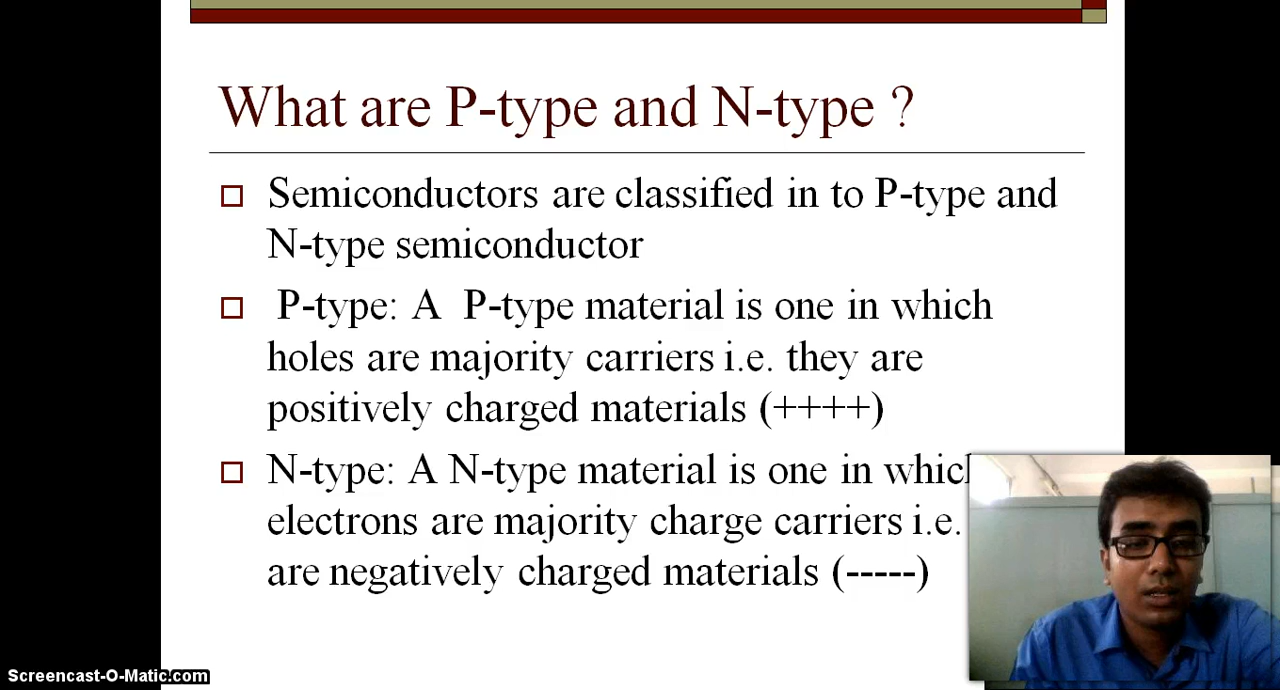 What are P-type and N-type ?
Semiconductors are classified in to P-type and
N-type semiconductor
P-type: A P-type material is one in which
holes are majority carriers i.e. they are
positively charged materials (++++)
N-type: A N-type material is one in
electrons are majority charge carriers i.e.
are negatively charged materials (-----)
Screencast-O-Matic.com